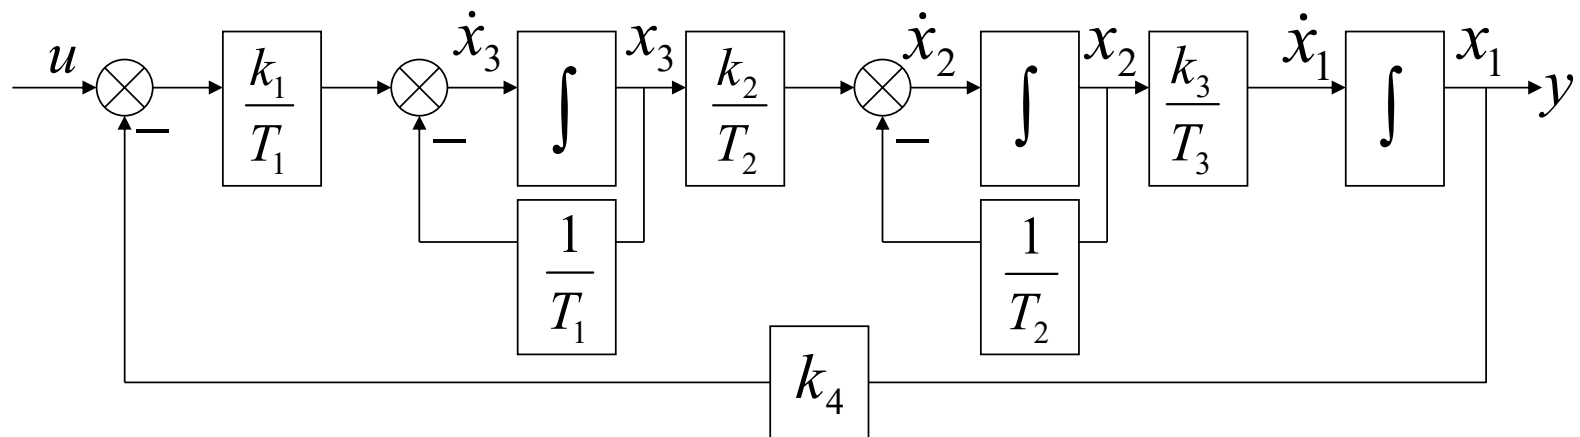 u
−
k₁/T₁
−
ẋ₃
∫
x₃
1/T₁
k₂/T₂
−
ẋ₂
∫
x₂
1/T₂
k₃/T₃
ẋ₁
∫
x₁
y
k₄